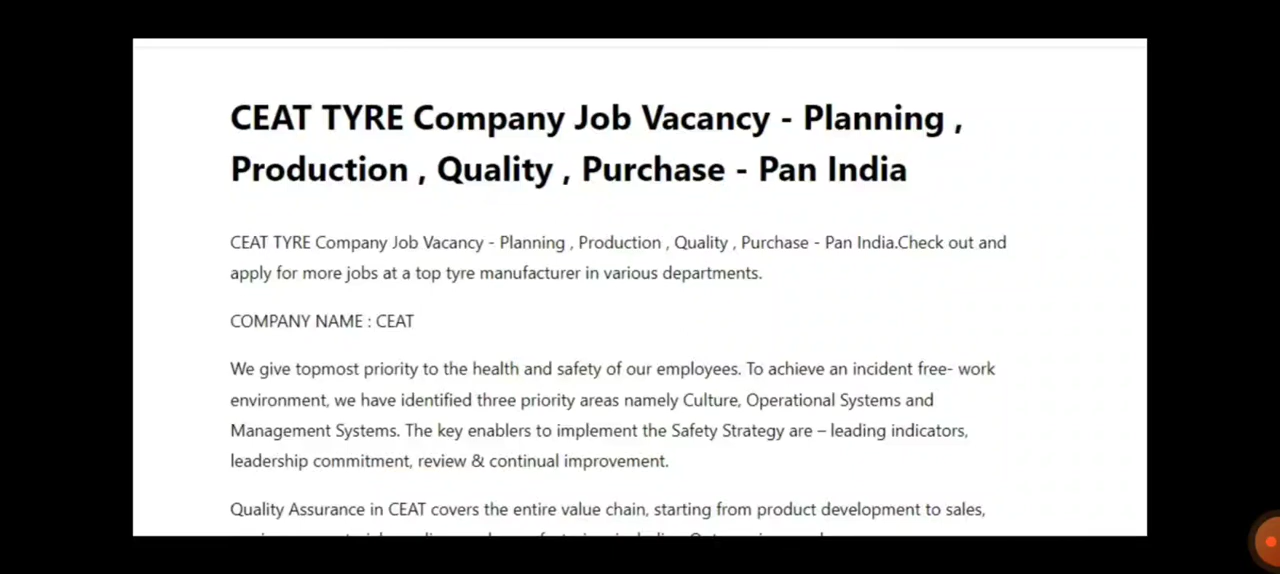 CEAT TYRE Company Job Vacancy - Planning ,
Production , Quality , Purchase - Pan India
CEAT TYRE Company Job Vacancy - Planning , Production , Quality , Purchase - Pan India.Check out and
apply for more jobs at a top tyre manufacturer in various departments.
COMPANY NAME : CEAT
We give topmost priority to the health and safety of our employees. To achieve an incident free- work
environment, we have identified three priority areas namely Culture, Operational Systems and
Management Systems. The key enablers to implement the Safety Strategy are – leading indicators,
leadership commitment, review & continual improvement.
Quality Assurance in CEAT covers the entire value chain, starting from product development to sales,